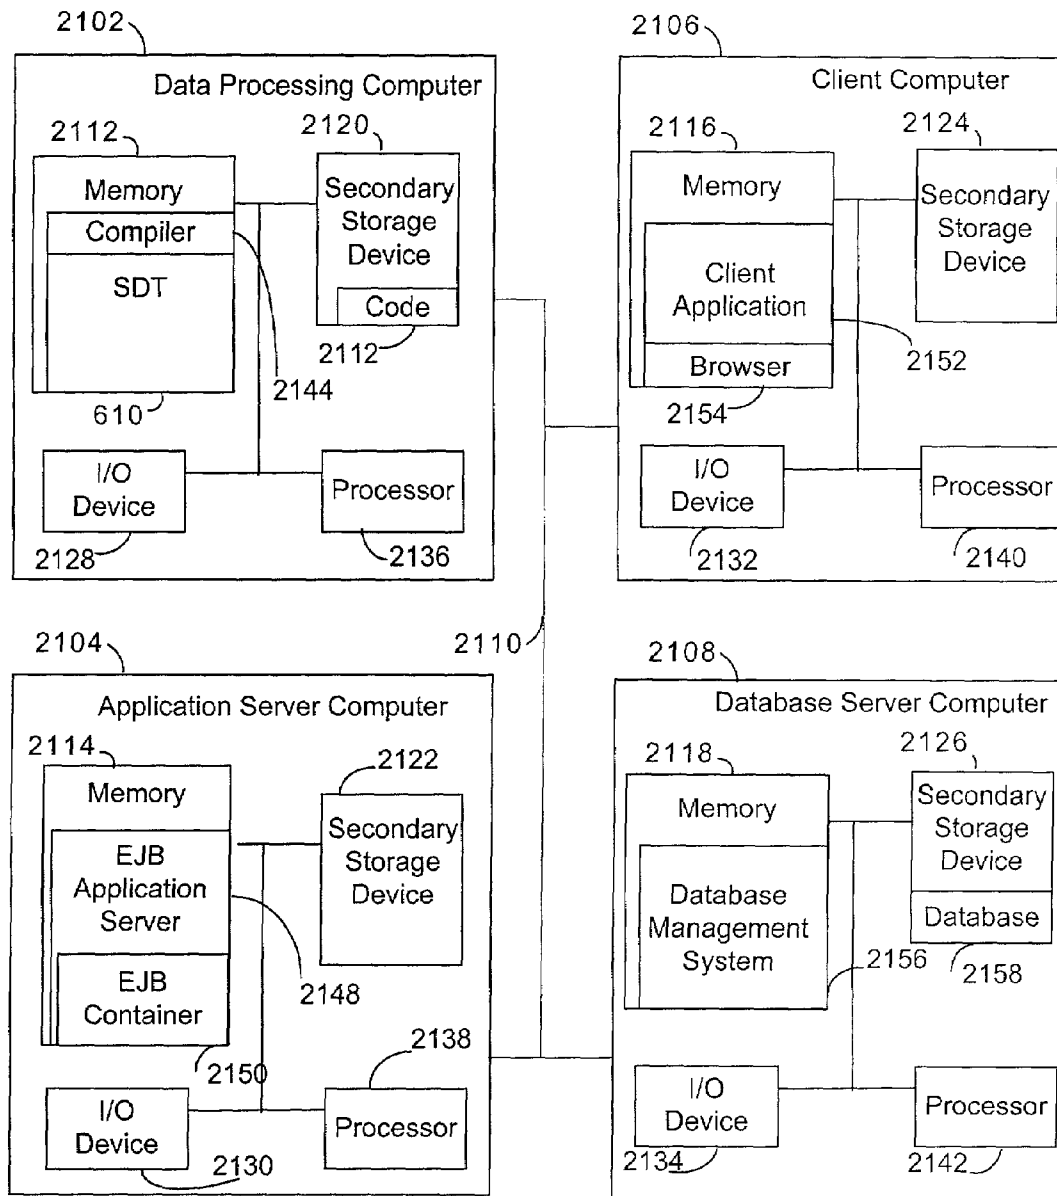 2102
Data Processing Computer
2112
Memory
Compiler
SDT
2144
610
2120
Secondary
Storage
Device
Code
2112
I/O
Device
2128
Processor
2136
2106
Client Computer
2116
Memory
Client
Application
2152
Browser
2154
2124
Secondary
Storage
Device
I/O
Device
2132
Processor
2140
2110
2104
Application Server Computer
2114
Memory
EJB
Application
Server
2148
EJB
Container
2150
2122
Secondary
Storage
Device
I/O
Device
2130
2138
Processor
2108
Database Server Computer
2118
Memory
Database
Management
System
2156
2126
Secondary
Storage
Device
Database
2158
I/O
Device
2134
Processor
2142